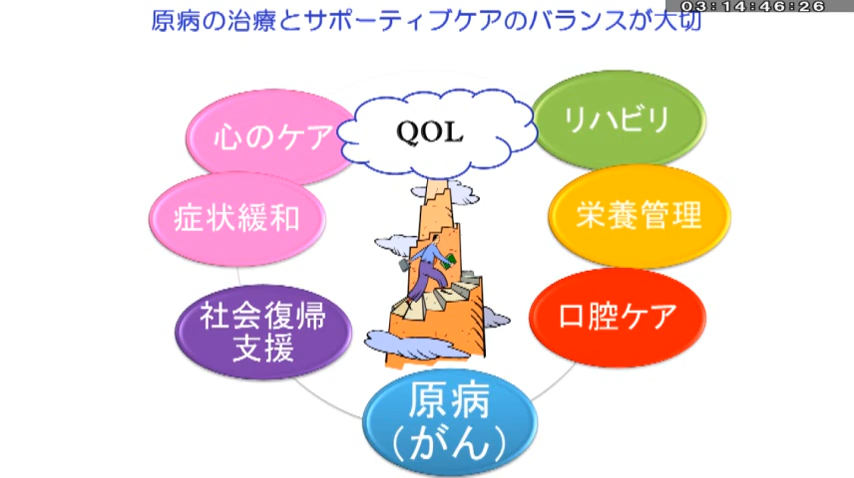 03:14:46:26
原病の治療とサポーティブケアのバランスが大切
QOL
心のケア
リハビリ
症状緩和
栄養管理
社会復帰
支援
口腔ケア
原病
(がん)